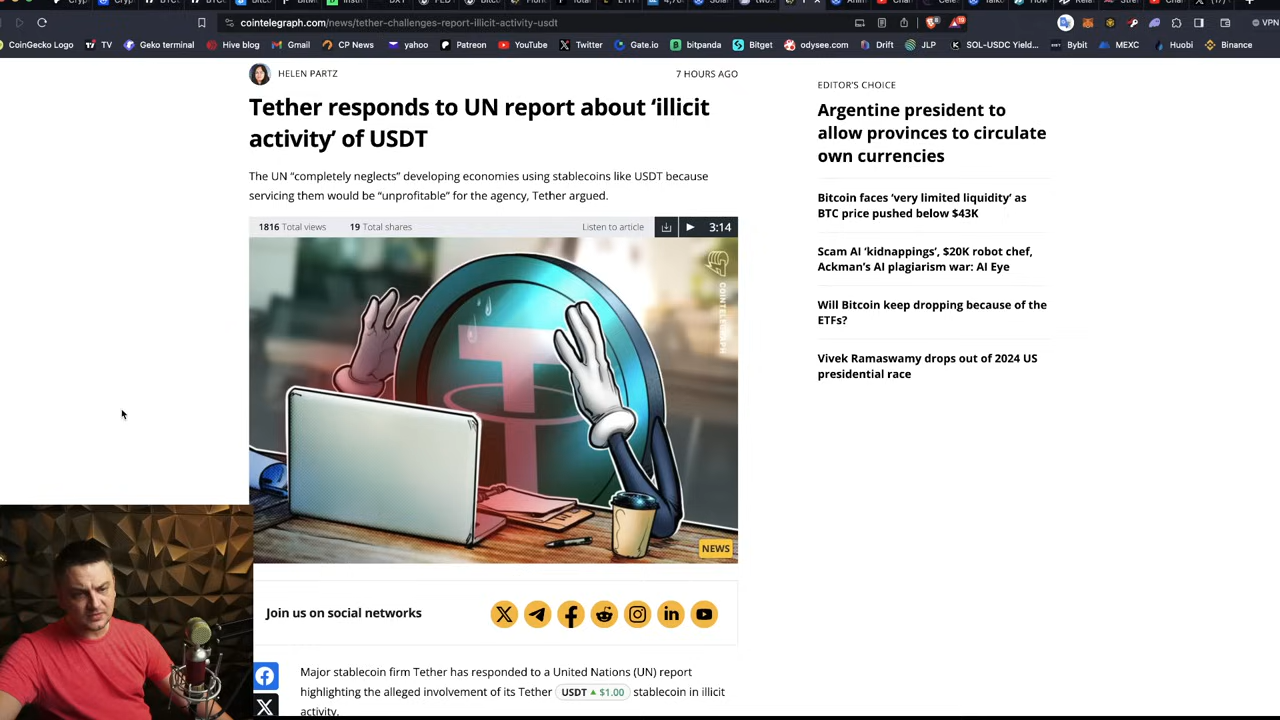 cointelegraph.com/news/tether-challenges-report-illicit-activity-usdt
VPN
CoinGecko Logo TV Geko terminal Hive blog Gmail CP News yahoo Patreon YouTube Twitter Gate.io bitpanda Bitget odysee.com Drift JLP SOL-USDC Yield... Bybit MEXC Huobi Binance
HELEN PARTZ
7 HOURS AGO
Tether responds to UN report about ‘illicit
activity’ of USDT
The UN “completely neglects” developing economies using stablecoins like USDT because
servicing them would be “unprofitable” for the agency, Tether argued.
1816 Total views 19 Total shares Listen to article 3:14
COINTELEGRAPH
NEWS
Join us on social networks
Major stablecoin firm Tether has responded to a United Nations (UN) report
highlighting the alleged involvement of its Tether USDT $1.00 stablecoin in illicit
activity.
EDITOR’S CHOICE
Argentine president to
allow provinces to circulate
own currencies
Bitcoin faces ‘very limited liquidity’ as
BTC price pushed below $43K
Scam AI ‘kidnappings’, $20K robot chef,
Ackman’s AI plagiarism war: AI Eye
Will Bitcoin keep dropping because of the
ETFs?
Vivek Ramaswamy drops out of 2024 US
presidential race